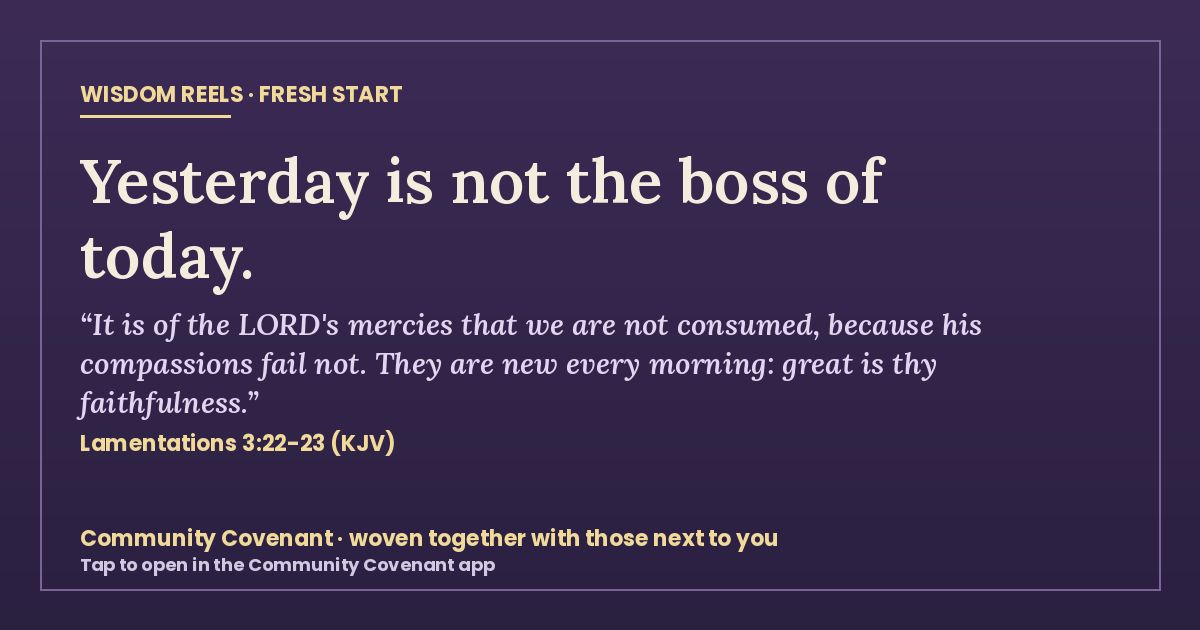 WISDOM REELS · FRESH START
Yesterday is not the boss of
today.
“It is of the LORD's mercies that we are not consumed, because his
compassions fail not. They are new every morning: great is thy
faithfulness.”
Lamentations 3:22–23 (KJV)
Community Covenant · woven together with those next to you
Tap to open in the Community Covenant app